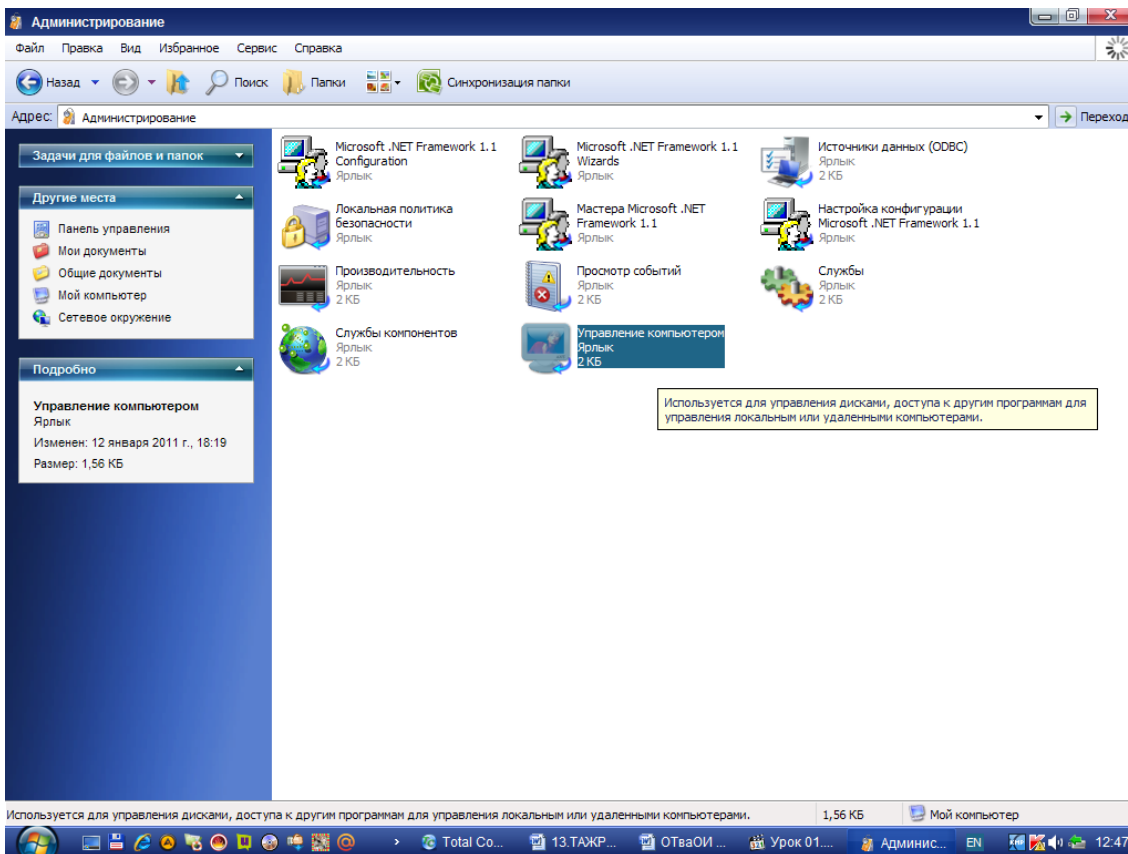 Администрирование
Файл Правка Вид Избранное Сервис Справка
Назад Поиск Папки Синхронизация папки
Адрес: Администрирование Переход
Задачи для файлов и папок
Другие места
Панель управления
Мои документы
Общие документы
Мой компьютер
Сетевое окружение
Подробно
Управление компьютером
Ярлык
Изменен: 12 января 2011 г., 18:19
Размер: 1,56 КБ
Microsoft .NET Framework 1.1
Configuration
Ярлык
Microsoft .NET Framework 1.1
Wizards
Ярлык
Источники данных (ODBC)
Ярлык
2 КБ
Локальная политика
безопасности
Ярлык
Мастера Microsoft .NET
Framework 1.1
Ярлык
Настройка конфигурации
Microsoft .NET Framework 1.1
Ярлык
Производительность
Ярлык
2 КБ
Просмотр событий
Ярлык
2 КБ
Службы
Ярлык
2 КБ
Службы компонентов
Ярлык
2 КБ
Управление компьютером
Ярлык
2 КБ
Используется для управления дисками, доступа к другим программам для
управления локальным или удаленными компьютерами.
Используется для управления дисками, доступа к другим программам для управления локальным или удаленными компьютерами. 1,56 КБ Мой компьютер
Total Co... 13.ТАЖР... ОТваОИ ... Урок 01.... Админис... EN 12:47